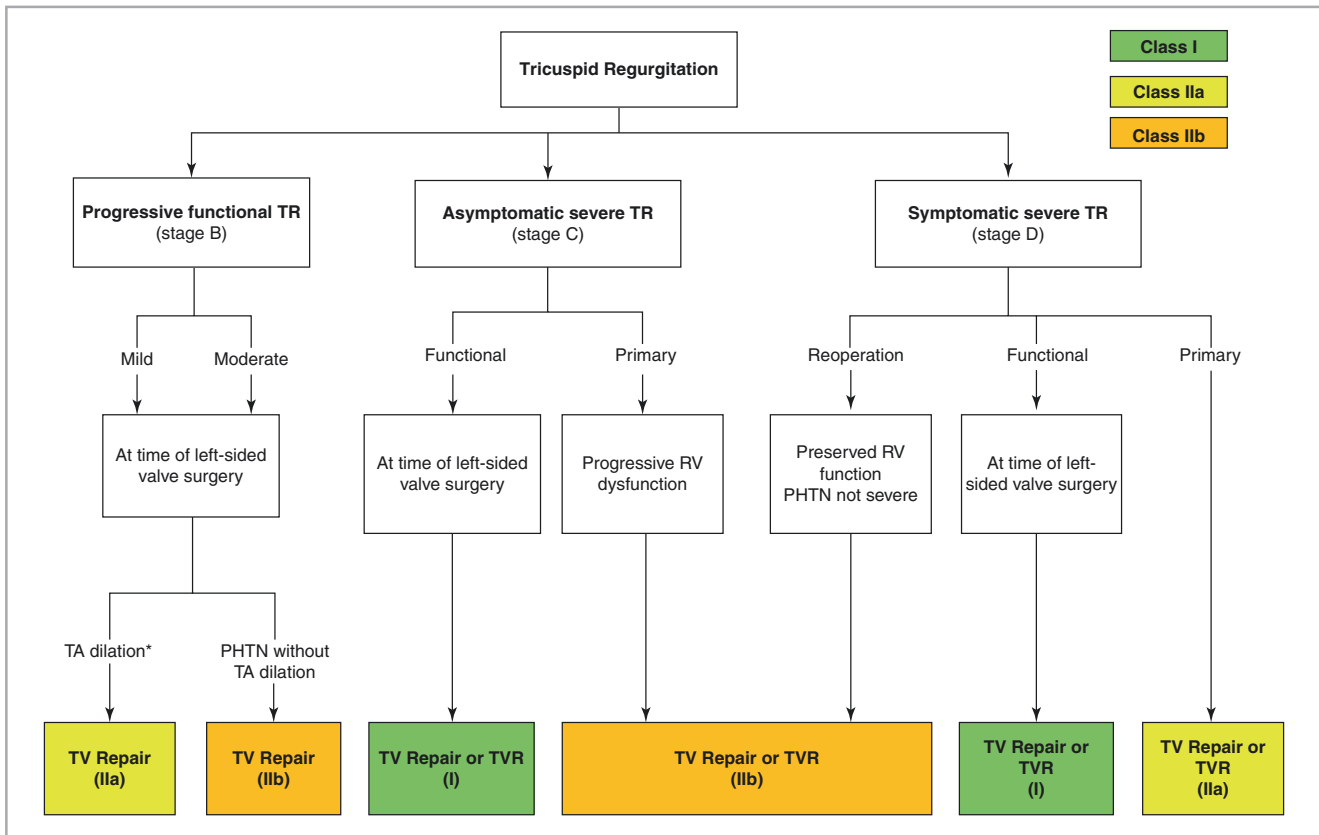 Tricuspid Regurgitation
Class I
Class IIa
Class IIb
Progressive functional TR
(stage B)
Asymptomatic severe TR
(stage C)
Symptomatic severe TR
(stage D)
Mild
Moderate
Functional
Primary
Reoperation
Functional
Primary
At time of left-sided
valve surgery
At time of left-sided
valve surgery
Progressive RV
dysfunction
Preserved RV
function
PHTN not severe
At time of left-
sided valve surgery
TA dilation*
PHTN without
TA dilation
TV Repair
(IIa)
TV Repair
(IIb)
TV Repair or TVR
(I)
TV Repair or TVR
(IIb)
TV Repair or
TVR
(I)
TV Repair or
TVR
(IIa)